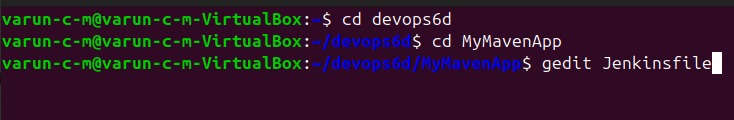 varun-c-m@varun-c-m-VirtualBox:~$ cd devops6d
varun-c-m@varun-c-m-VirtualBox:~/devops6d$ cd MyMavenApp
varun-c-m@varun-c-m-VirtualBox:~/devops6d/MyMavenApp$ gedit Jenkinsfile